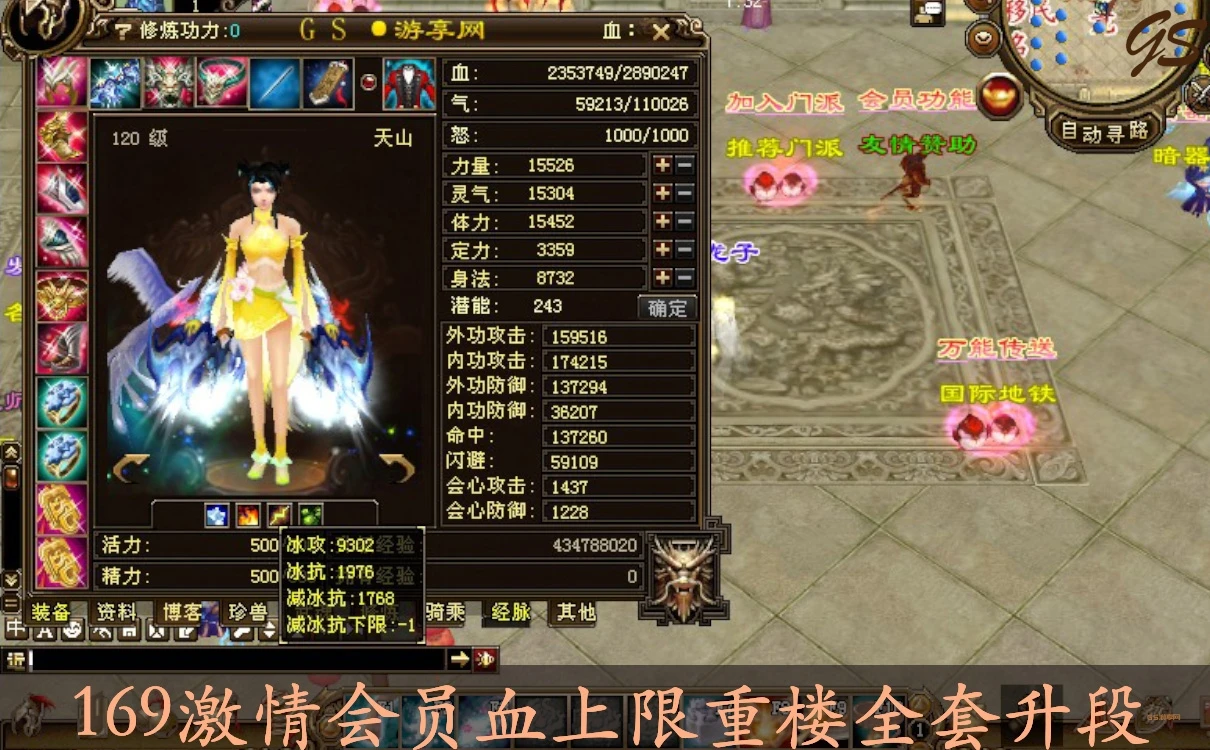 1:52
修炼功力:0
GS 游享网
血:
GS
120 级
天山
血: 2353749/2890247
气: 59213/110026
怒: 1000/1000
力量: 15526
灵气: 15304
体力: 15452
定力: 3359
身法: 8732
潜能: 243 确定
外功攻击: 159516
内功攻击: 174215
外功防御: 137294
内功防御: 36207
命中: 137260
闪避: 59109
会心攻击: 1437
会心防御: 1228
活力: 500
精力: 500
434788020
0
冰攻:9302
冰抗:1976
减冰抗:1768
减冰抗下限:-1
装备 资料 博客 珍兽 骑乘 经脉 其他
近
加入门派 会员功能
推荐门派 友情赞助
自动寻路
暗器
龙子
万能传送
国际地铁
169激情会员血上限重楼全套升段